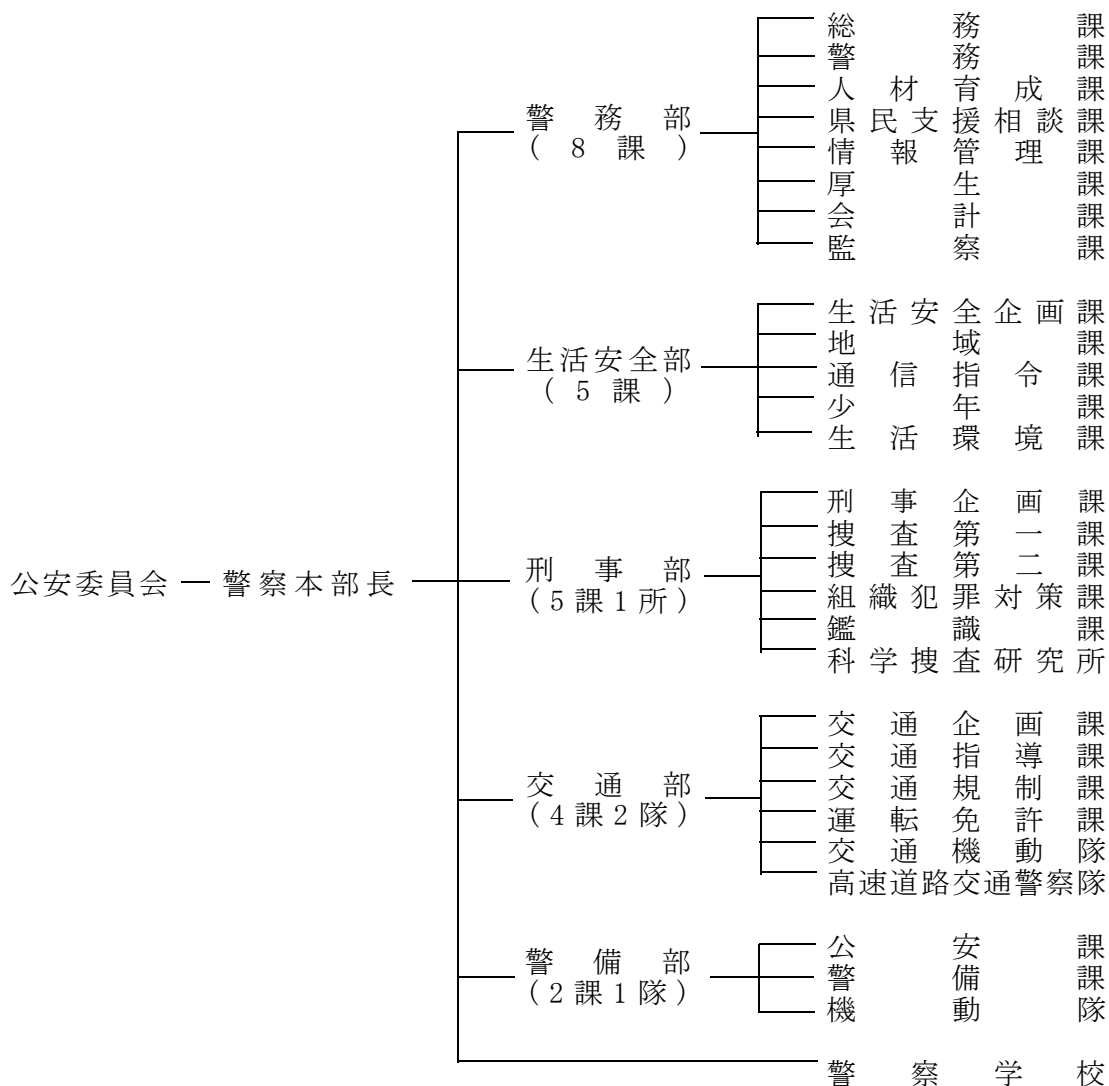 総務課
警務課
人材育成課
警務部
県民支援相談課
(8課)
情報管理課
厚生課
会計課
監察課
生活安全企画課
地域課
生活安全部
通信指令課
(5課)
少年課
生活環境課
刑事企画課
捜査第一課
捜査第二課
公安委員会 ― 警察本部長
刑事部
(5課1所)
組織犯罪対策課
鑑識課
科学捜査研究所
交通企画課
交通指導課
交通部
交通規制課
(4課2隊)
運転免許課
交通機動隊
高速道路交通警察隊
公安課
警備部
警備課
(2課1隊)
機動隊
警察学校